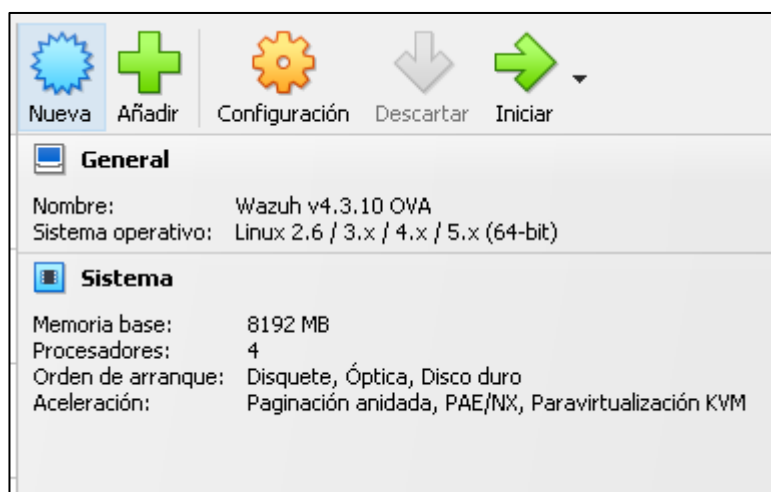 Nueva Añadir Configuración Descartar Iniciar
General
Nombre: Wazuh v4.3.10 OVA
Sistema operativo: Linux 2.6 / 3.x / 4.x / 5.x (64-bit)
Sistema
Memoria base: 8192 MB
Procesadores: 4
Orden de arranque: Disquete, Óptica, Disco duro
Aceleración: Paginación anidada, PAE/NX, Paravirtualización KVM